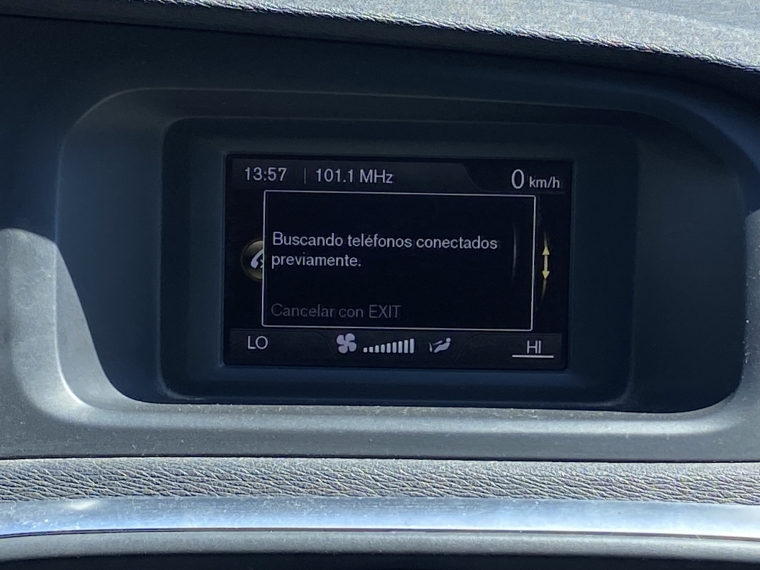 13:57 | 101.1 MHz 0 km/h
Buscando teléfonos conectados
previamente.
Cancelar con EXIT
LO HI